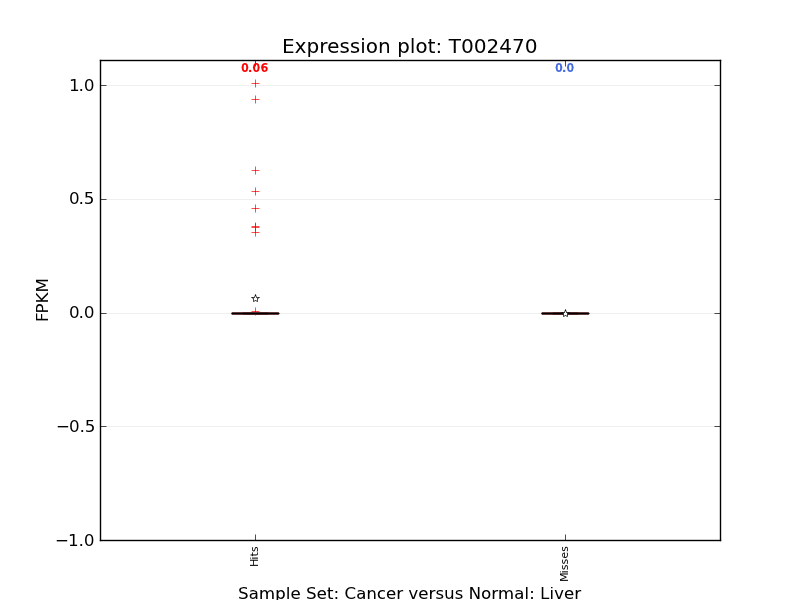 Expression plot: T002470
0.06
0.0
1.0
0.5
0.0
−0.5
−1.0
FPKM
Hits
Misses
Sample Set: Cancer versus Normal: Liver